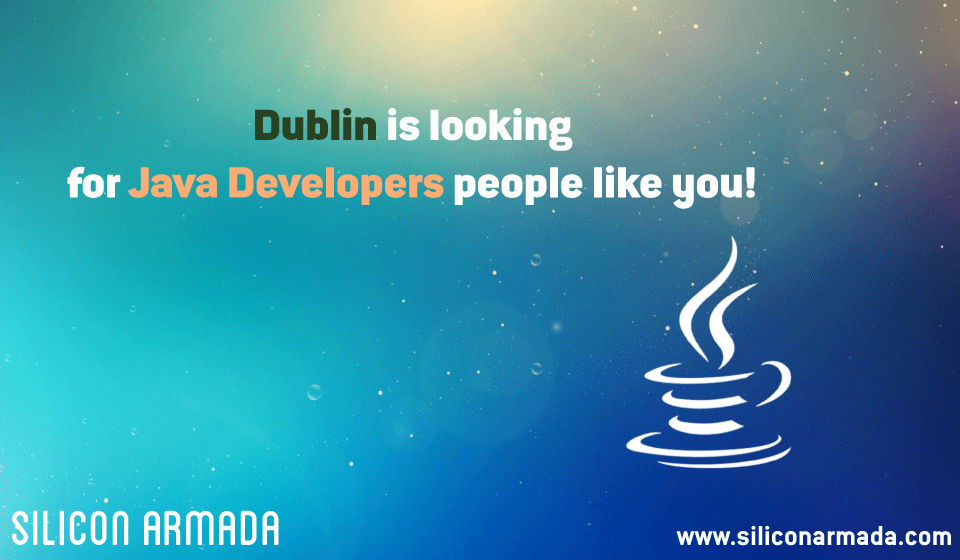 Dublin is looking
for Java Developers people like you!
SILICON ARMADA
www.siliconarmada.com